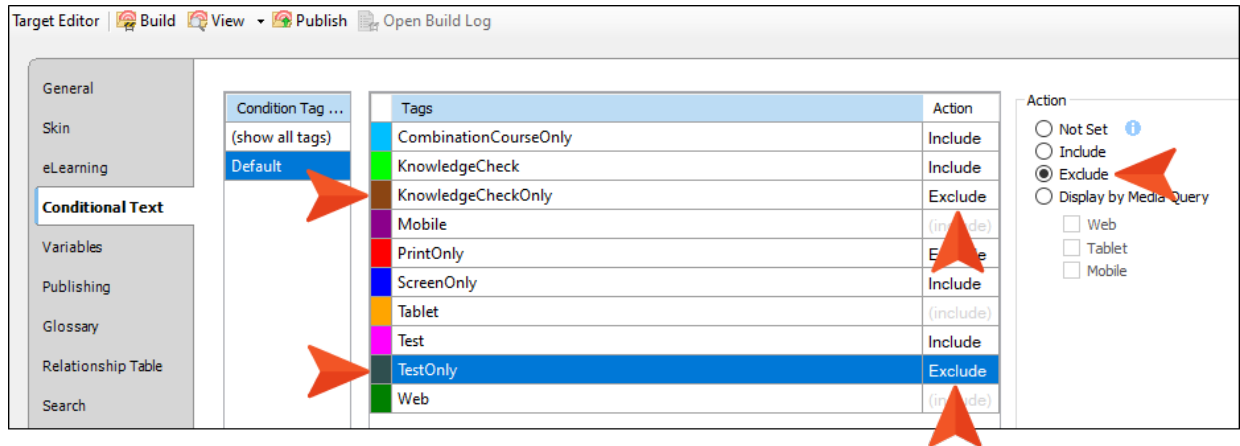 Target Editor Build View Publish Open Build Log
General
Skin
eLearning
Conditional Text
Variables
Publishing
Glossary
Relationship Table
Search
Condition Tag ...
(show all tags)
Default
Tags Action
CombinationCourseOnly Include
KnowledgeCheck Include
KnowledgeCheckOnly Exclude
Mobile
PrintOnly
ScreenOnly Include
Tablet (include)
Test Include
TestOnly Exclude
Web
Action
Not Set
Include
Exclude
Display by Media Query
Web
Tablet
Mobile